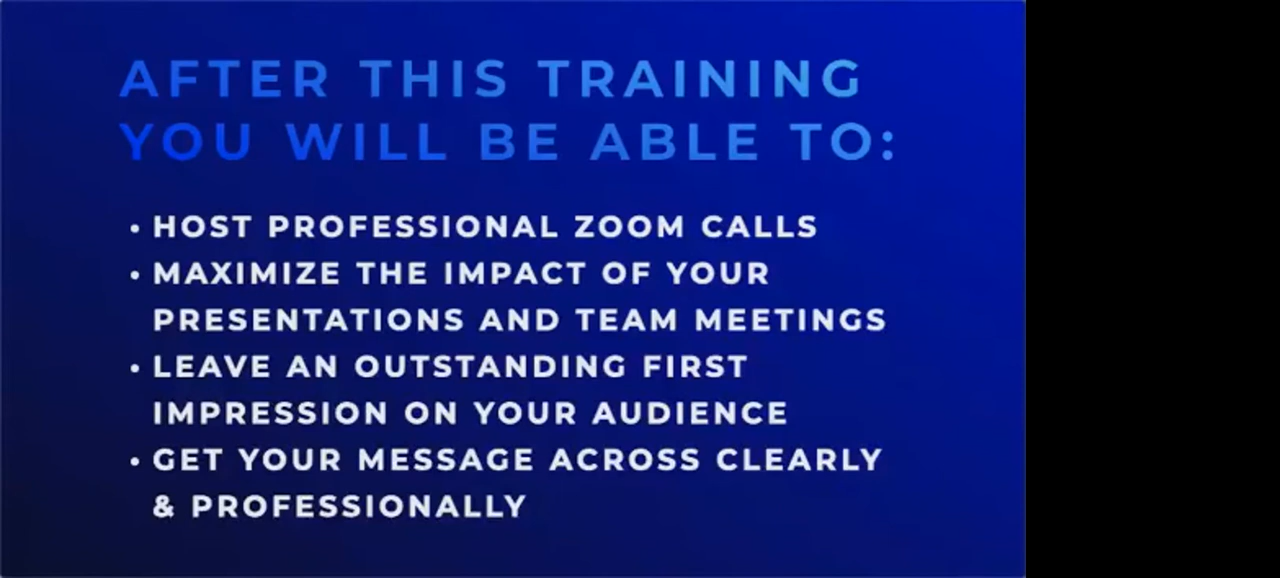 AFTER THIS TRAINING
YOU WILL BE ABLE TO:
• HOST PROFESSIONAL ZOOM CALLS
• MAXIMIZE THE IMPACT OF YOUR
PRESENTATIONS AND TEAM MEETINGS
• LEAVE AN OUTSTANDING FIRST
IMPRESSION ON YOUR AUDIENCE
• GET YOUR MESSAGE ACROSS CLEARLY
& PROFESSIONALLY